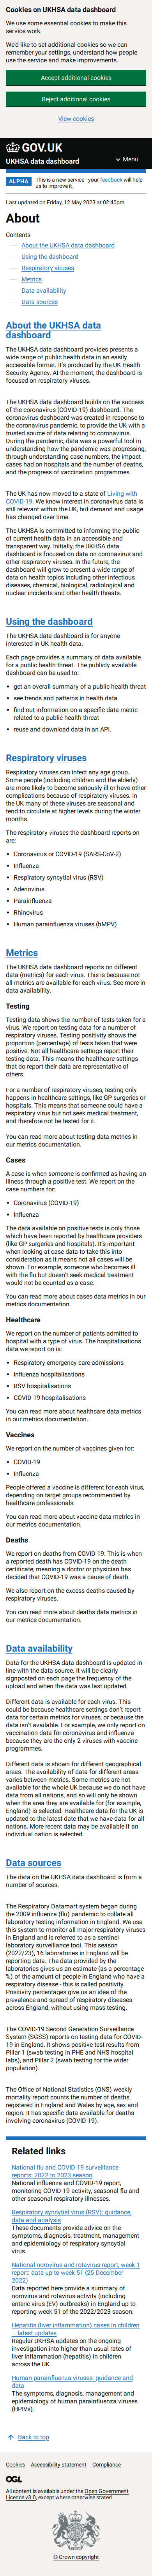 Cookies on UKHSA data dashboard
We use some essential cookies to make this
service work.
We'd like to set additional cookies so we can
remember your settings, understand how people
use the service and make improvements.
Accept additional cookies
Reject additional cookies
View cookies
GOV.UK
UKHSA data dashboard
Menu
ALPHA
This is a new service - your feedback will help
us to improve it.
Last updated on Friday, 12 May 2023 at 02:40pm
About
Contents
About the UKHSA data dashboard
Using the dashboard
Respiratory viruses
Metrics
Data availability
Data sources
About the UKHSA data
dashboard
The UKHSA data dashboard provides presents a
range of public health data in an easily
accessible format. It's produced by the UK Health
Security Agency. At the moment, the dashboard
is focused on respiratory viruses.
The UKHSA data dashboard builds on the success
of the coronavirus (COVID-19) dashboard. The
coronavirus dashboard was created in response to
the coronavirus pandemic, to provide the UK with a
single source of data relating to coronavirus.
During the pandemic, data was a powerful tool in
our understanding of how to fight the coronavirus,
through understanding case numbers, the impact
cases had on hospitals and the number of deaths,
and the progress of vaccination programmes.
The UK has now moved to a state of Living with
COVID-19. We know that interest in coronavirus is
still relevant within the UK, but demand and usage
has changed over time.
The UKHSA is committed to informing the public
of current health data in an accessible and
transparent way. Initially, the UKHSA data
dashboard is focused on coronavirus and other
respiratory viruses. In the future, the
dashboard will go on to present a wide range of
data on health topics including other infectious
diseases, chemical, biological, radiological and
nuclear incidents and other health threats.
Using the dashboard
The UKHSA data dashboard is for anyone
interested in UK health data.
Each page provides a summary of data available
for a public health threat. The publicly available
dashboard can be used to:
• get an overall summary of a public health threat
• see trends and patterns in health data
• find out information on a specific data metric
related to a public health threat
• reuse and download data in an API.
Respiratory viruses
Respiratory viruses can infect any age group.
Some people (including children and the elderly)
are more likely to become seriously ill or have other
complications from respiratory viruses. In the
UK many of these viruses are seasonal and
tend to circulate at higher levels during the winter
months.
The respiratory viruses the dashboard reports on
are:
• Coronavirus or COVID-19 (SARS-CoV-2)
• Influenza
• Respiratory syncytial virus (RSV)
• Adenovirus
• Parainfluenza
• Rhinovirus
• Human parainfluenza viruses (hMPV)
Metrics
The UKHSA data dashboard reports on different
data (metrics) for each virus. This is because not
all metrics are available for each virus. See more in
data availability.
Testing
Testing data shows the number of tests taken for a
virus. We report on testing data for a number of
respiratory viruses. Testing positivity shows the
proportion (percentage) of tests taken that were
positive. Not all healthcare settings report their
testing data. This means the healthcare settings
that do report their data are representative of
others.
For a number of respiratory viruses, testing only
happens in healthcare settings, like GP surgeries or
hospitals. This means that someone could have a
respiratory virus but not seek medical treatment,
and therefore not be tested for it.
You can read more about testing data metrics in
our metrics documentation.
Cases
A case is when someone is confirmed as having an
illness through a positive test. We report on the
case numbers for:
• Coronavirus (COVID-19)
• Influenza
The data available on positive tests is only those
which have been reported by healthcare providers
(like GP surgeries and hospitals). It's important
when looking at case data to take this into
consideration as it means not all cases will be
shown. For example, someone who becomes
ill with the flu but doesn't seek medical treatment
would not be counted as a case.
You can read more about cases data metrics in our
metrics documentation.
Healthcare
We report on the number of patients admitted to
hospital with a type of virus. The hospitalisations
data we report on is:
• Respiratory emergency care admissions
• Influenza hospitalisations
• RSV hospitalisations
• COVID-19 hospitalisations
You can read more about healthcare data metrics
in our metrics documentation.
Vaccines
We report on the number of vaccines given for:
• COVID-19
• Influenza
People offered a vaccine is different for each virus,
depending on target groups recommended by
healthcare professionals.
You can read more about vaccine data metrics in
our metrics documentation.
Deaths
We report on deaths from COVID-19. This is when
a reported death has COVID-19 on the death
certificate, meaning a doctor or physician has
decided that COVID-19 was a cause of death.
We also report on the excess deaths caused by
respiratory viruses.
You can read more about deaths data metrics in
our metrics documentation.
Data availability
Data for the UKHSA data dashboard is updated in-
line with the data source. It will be clearly
signposted on each page the frequency of
updates and when the data was last updated.
Different data is available for each virus. This
could be because healthcare settings don't report
data for amounts of vaccines, or because the
data isn't available. For example, we only report on
vaccinations for coronavirus and influenza because
they are the only 2 viruses with vaccination
programmes.
Different data is shown for different geographical
areas. The availability of data for different areas
varies between metrics. Some metrics are not
available for the whole UK because we do not have
data form all nations, and so will only be shown
when the area they are available for (for example,
England) is selected. Healthcare data for the UK is
updated to the latest date available for all nations.
More recent data may be available if an individual
nation is selected.
Data sources
The data on the UKHSA data dashboard is from a
number of sources.
The Respiratory Datamart system began during
the 2009 influenza (flu) pandemic to collate all
laboratory testing information in England. We use
this system to monitor all major respiratory viruses
in England and is referred to as a sentinel
laboratory surveillance tool. This season
(2022/23), 16 laboratories in England will be
reporting data. The data provided by the
laboratories gives us an estimate (as a percentage
%) of the amount of people in England who have a
respiratory virus because of a positive reading.
Positivity percentages give us an idea of the
prevalence and spread of respiratory diseases
across England, without using mass testing.
The COVID-19 Second Generation Surveillance
System (SGSS) reports on testing data for COVID-
19 in England. It shows positive test results from
Pillar 1 (swab testing in PHE labs and NHS hospital
labs), and Pillar 2 (swab testing for the wider
population).
The Office of National Statistics (ONS) weekly
mortality report counts the number of deaths
registered in England and Wales by age, sex and
region. It has specific data available for deaths
involving coronavirus (COVID-19).
Related links
National flu and COVID-19 surveillance
reports: 2022 to 2023 season
National influenza and COVID-19 report,
monitoring COVID-19 activity, seasonal flu and
other seasonal respiratory illnesses.
Respiratory syncytial virus (RSV): guidance,
data and analysis
These documents provide advice on the
symptoms, diagnosis, treatment, management
and epidemiology of respiratory syncytial
virus.
National norovirus and rotavirus report, week 1
report: data up to week 51 (25 December
2022)
Data reported here provide a summary of
norovirus and rotavirus activity (including
enteric virus (EV) outbreaks) in England up to
reporting week 51 of the 2022/2023 season.
Hepatitis (liver inflammation) cases in children
– latest updates
Regular UKHSA updates on the ongoing
investigation into higher than usual rates of
liver inflammation (hepatitis) in children
across the UK.
Human parainfluenza viruses: guidance and
data
The symptoms, diagnosis, management and
epidemiology of human parainfluenza viruses
(HPIVs).
Back to top
Cookies Accessibility statement Compliance
OGL
All content is available under the Open Government
Licence v3.0, except where otherwise stated
© Crown copyright